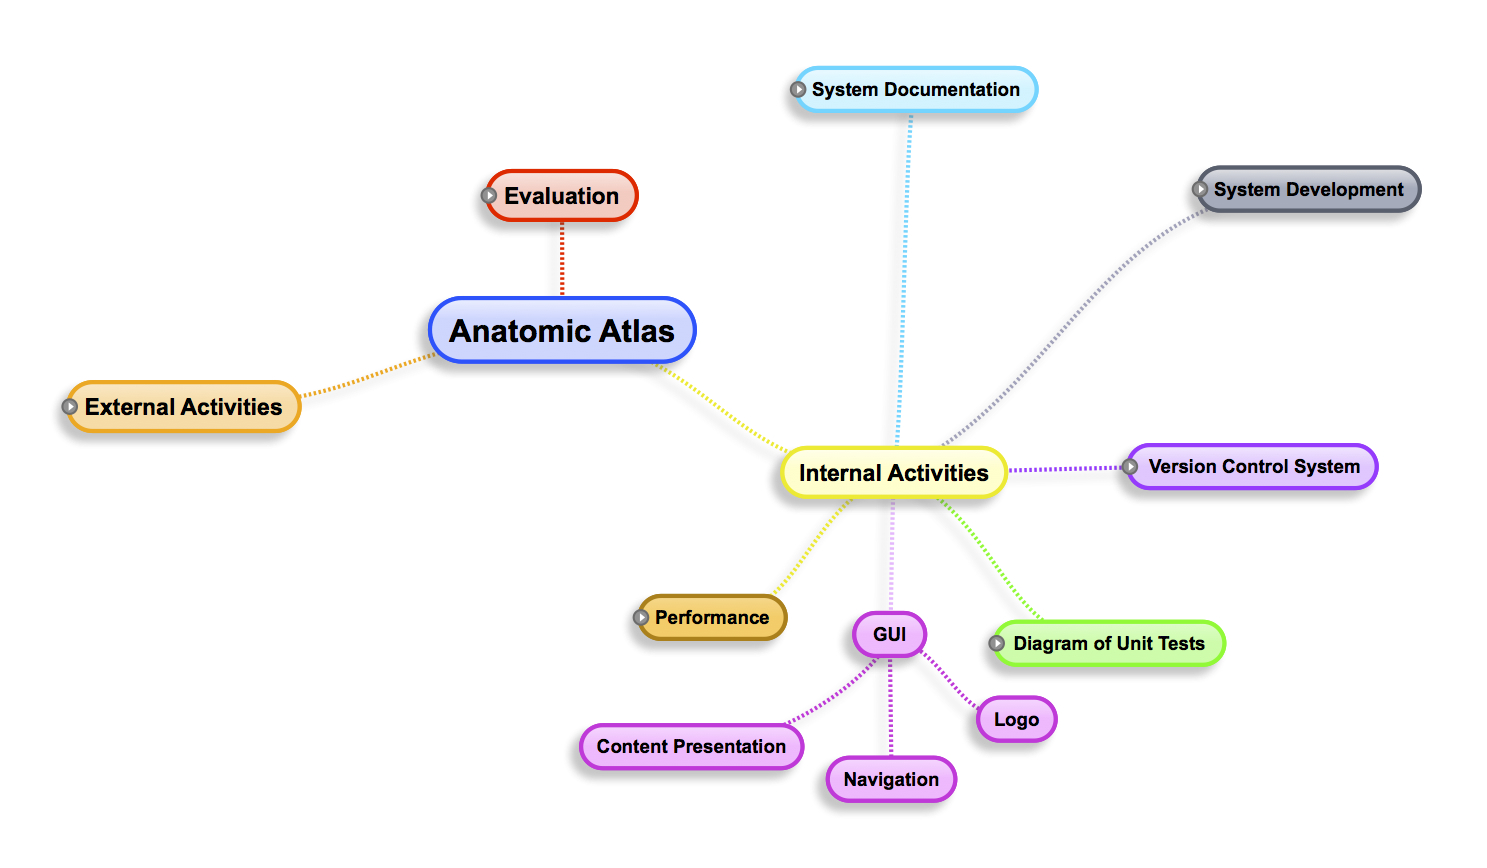 System Documentation
Evaluation
System Development
Anatomic Atlas
External Activities
Internal Activities
Version Control System
Performance
GUI
Diagram of Unit Tests
Logo
Content Presentation
Navigation